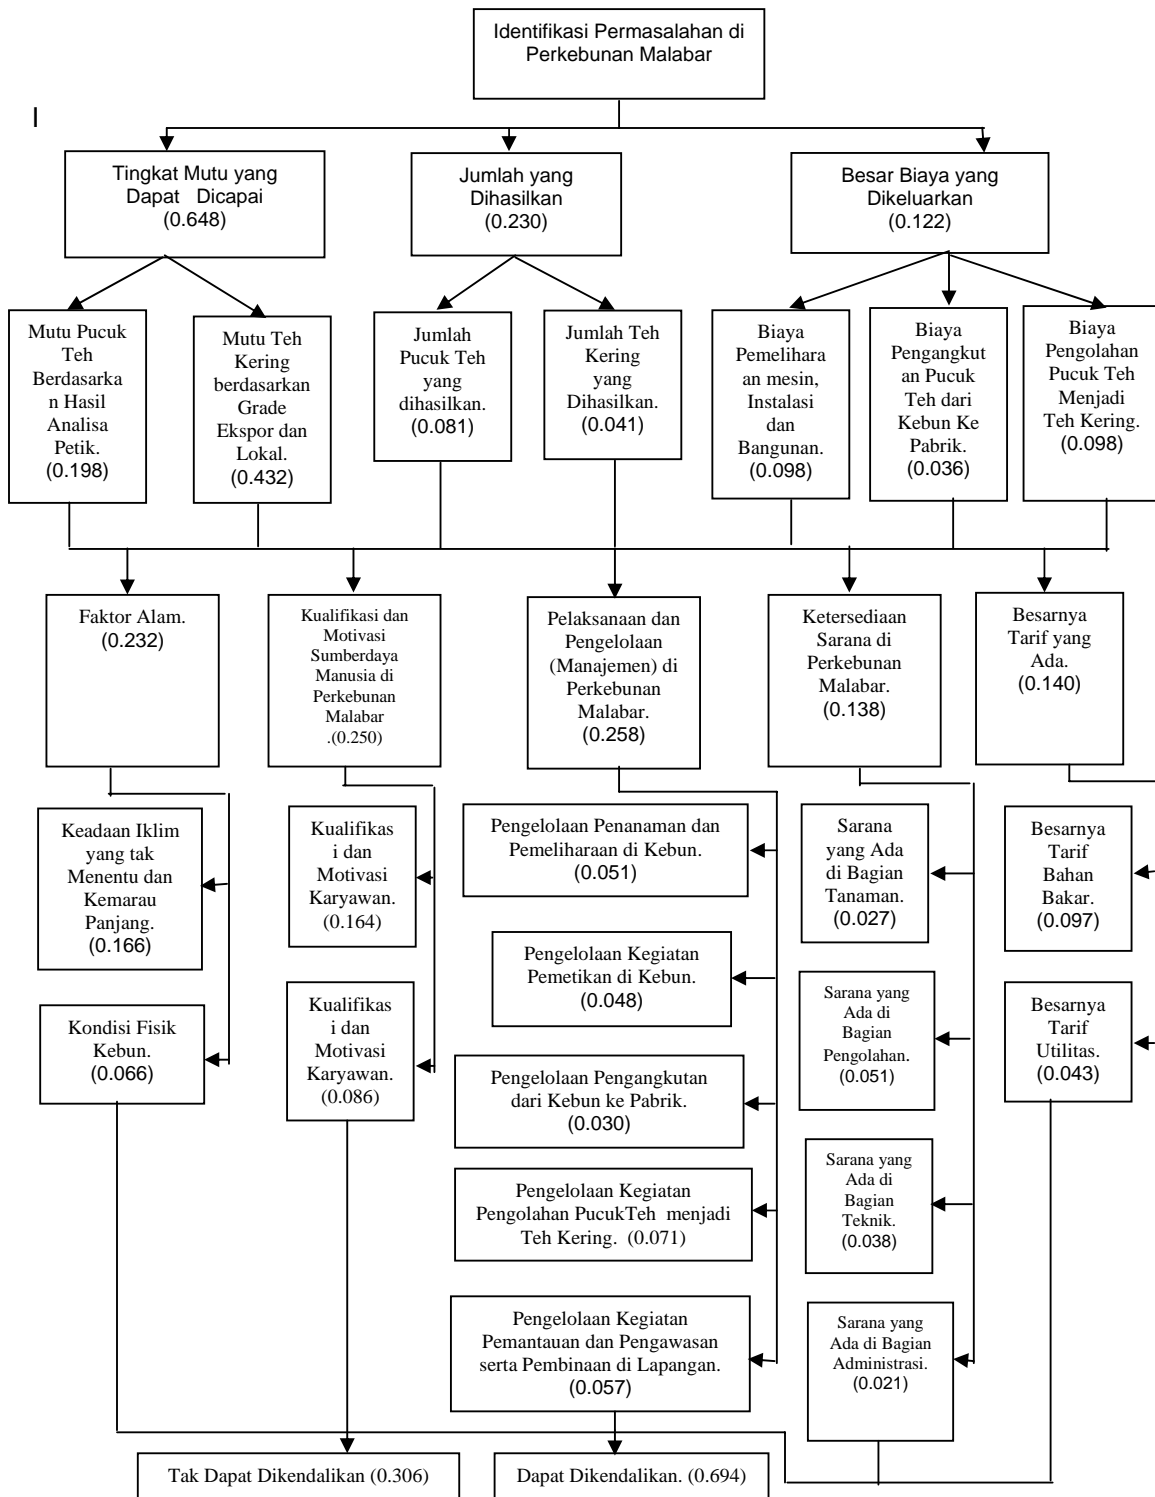 Identifikasi Permasalahan di
Perkebunan Malabar
I
Tingkat Mutu yang
Dapat Dicapai
(0.648)
Jumlah yang
Dihasilkan
(0.230)
Besar Biaya yang
Dikeluarkan
(0.122)
Mutu Pucuk
Teh
Berdasarka
n Hasil
Analisa
Petik.
(0.198)
Mutu Teh
Kering
berdasarkan
Grade
Ekspor dan
Lokal.
(0.432)
Jumlah
Pucuk Teh
yang
dihasilkan.
(0.081)
Jumlah Teh
Kering
yang
Dihasilkan.
(0.041)
Biaya
Pemelihara
an mesin,
Instalasi
dan
Bangunan.
(0.098)
Biaya
Pengangkut
an Pucuk
Teh dari
Kebun Ke
Pabrik.
(0.036)
Biaya
Pengolahan
Pucuk Teh
Menjadi
Teh Kering.
(0.098)
Faktor Alam.
(0.232)
Kualifikasi dan
Motivasi
Sumberdaya
Manusia di
Perkebunan
Malabar
.(0.250)
Pelaksanaan dan
Pengelolaan
(Manajemen) di
Perkebunan
Malabar.
(0.258)
Ketersediaan
Sarana di
Perkebunan
Malabar.
(0.138)
Besarnya
Tarif yang
Ada.
(0.140)
Keadaan Iklim
yang tak
Menentu dan
Kemarau
Panjang.
(0.166)
Kondisi Fisik
Kebun.
(0.066)
Kualifikas
i dan
Motivasi
Karyawan.
(0.164)
Kualifikas
i dan
Motivasi
Karyawan.
(0.086)
Pengelolaan Penanaman dan
Pemeliharaan di Kebun.
(0.051)
Pengelolaan Kegiatan
Pemetikan di Kebun.
(0.048)
Pengelolaan Pengangkutan
dari Kebun ke Pabrik.
(0.030)
Pengelolaan Kegiatan
Pengolahan PucukTeh menjadi
Teh Kering. (0.071)
Pengelolaan Kegiatan
Pemantauan dan Pengawasan
serta Pembinaan di Lapangan.
(0.057)
Sarana
yang Ada
di Bagian
Tanaman.
(0.027)
Sarana yang
Ada di
Bagian
Pengolahan.
(0.051)
Sarana yang
Ada di
Bagian
Teknik.
(0.038)
Sarana yang
Ada di Bagian
Administrasi.
(0.021)
Besarnya
Tarif
Bahan
Bakar.
(0.097)
Besarnya
Tarif
Utilitas.
(0.043)
Tak Dapat Dikendalikan (0.306)
Dapat Dikendalikan. (0.694)